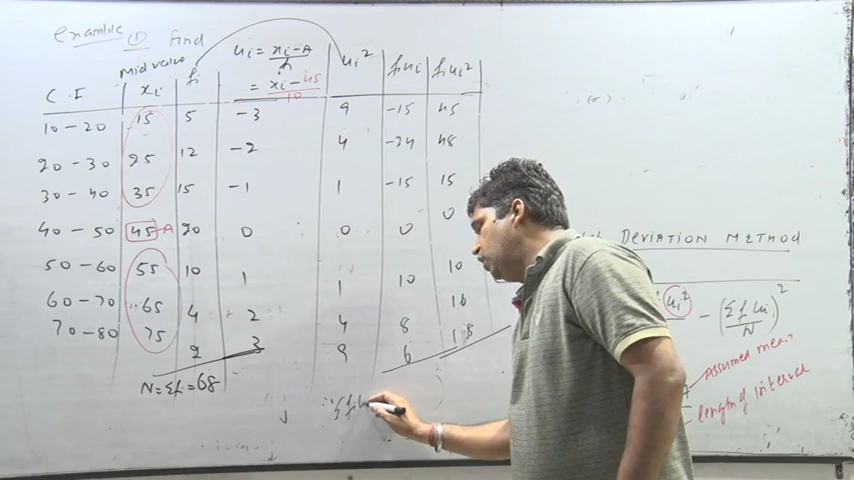 example ① find
mid value
C.I xi fi ui = xi-A/h = xi-45/10 ui² fiui fiui²
10-20 15 5 -3 9 -15 45
20-30 25 12 -2 4 -24 48
30-40 35 15 -1 1 -15 15
40-50 45-A 20 0 0 0 0
50-60 55 10 1 1 10 10
60-70 65 4 2 4 8 16
70-80 75 2 3 9 6 18
N=Σf=68
(σ)
DEVIATION METHOD
ui² - (Σf ui/N)²
A Assumed mean
length of interval